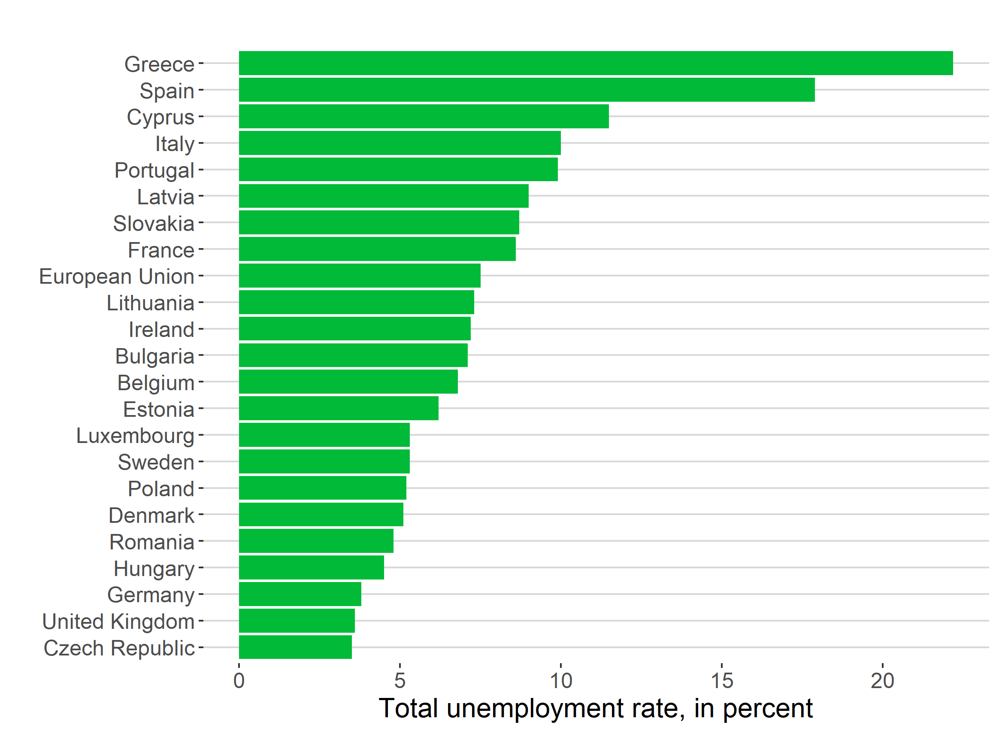 Greece
Spain
Cyprus
Italy
Portugal
Latvia
Slovakia
France
European Union
Lithuania
Ireland
Bulgaria
Belgium
Estonia
Luxembourg
Sweden
Poland
Denmark
Romania
Hungary
Germany
United Kingdom
Czech Republic
0 5 10 15 20
Total unemployment rate, in percent